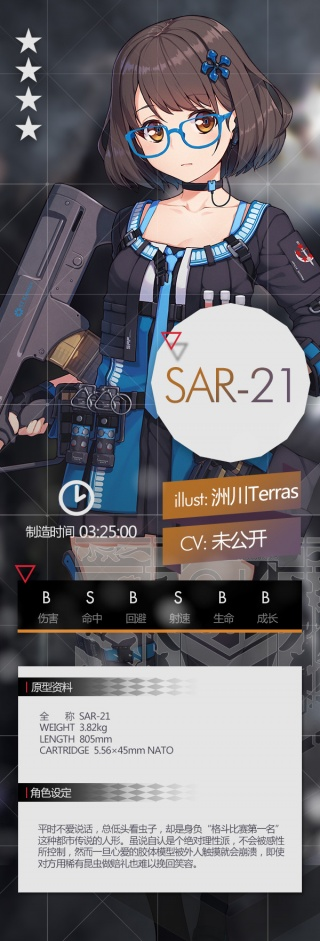 SAR-21
illust: 洲川Terras
制造时间 03:25:00
CV: 未公开
B S B S B B
伤害 命中 回避 射速 生命 成长
原型资料
全 称 SAR-21
WEIGHT 3.82kg
LENGTH 805mm
CARTRIDGE 5.56×45mm NATO
角色设定
平时不爱说话，总低头看虫子，却是身负“格斗比赛第一名”
这种都市传说的人形。虽说自认是个绝对理性派，不会被感性
所控制，然而一旦心爱的胶体模型被外人触摸就会崩溃，即使
对方用稀有昆虫做赔礼也难以挽回笑容。